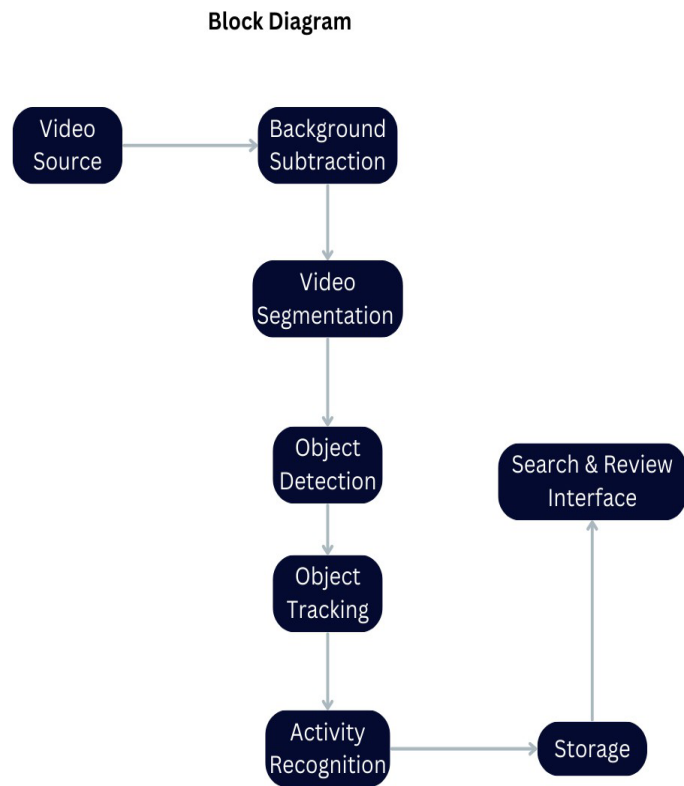 Block Diagram
Video
Source
Background
Subtraction
Video
Segmentation
Object
Detection
Object
Tracking
Activity
Recognition
Storage
Search & Review
Interface